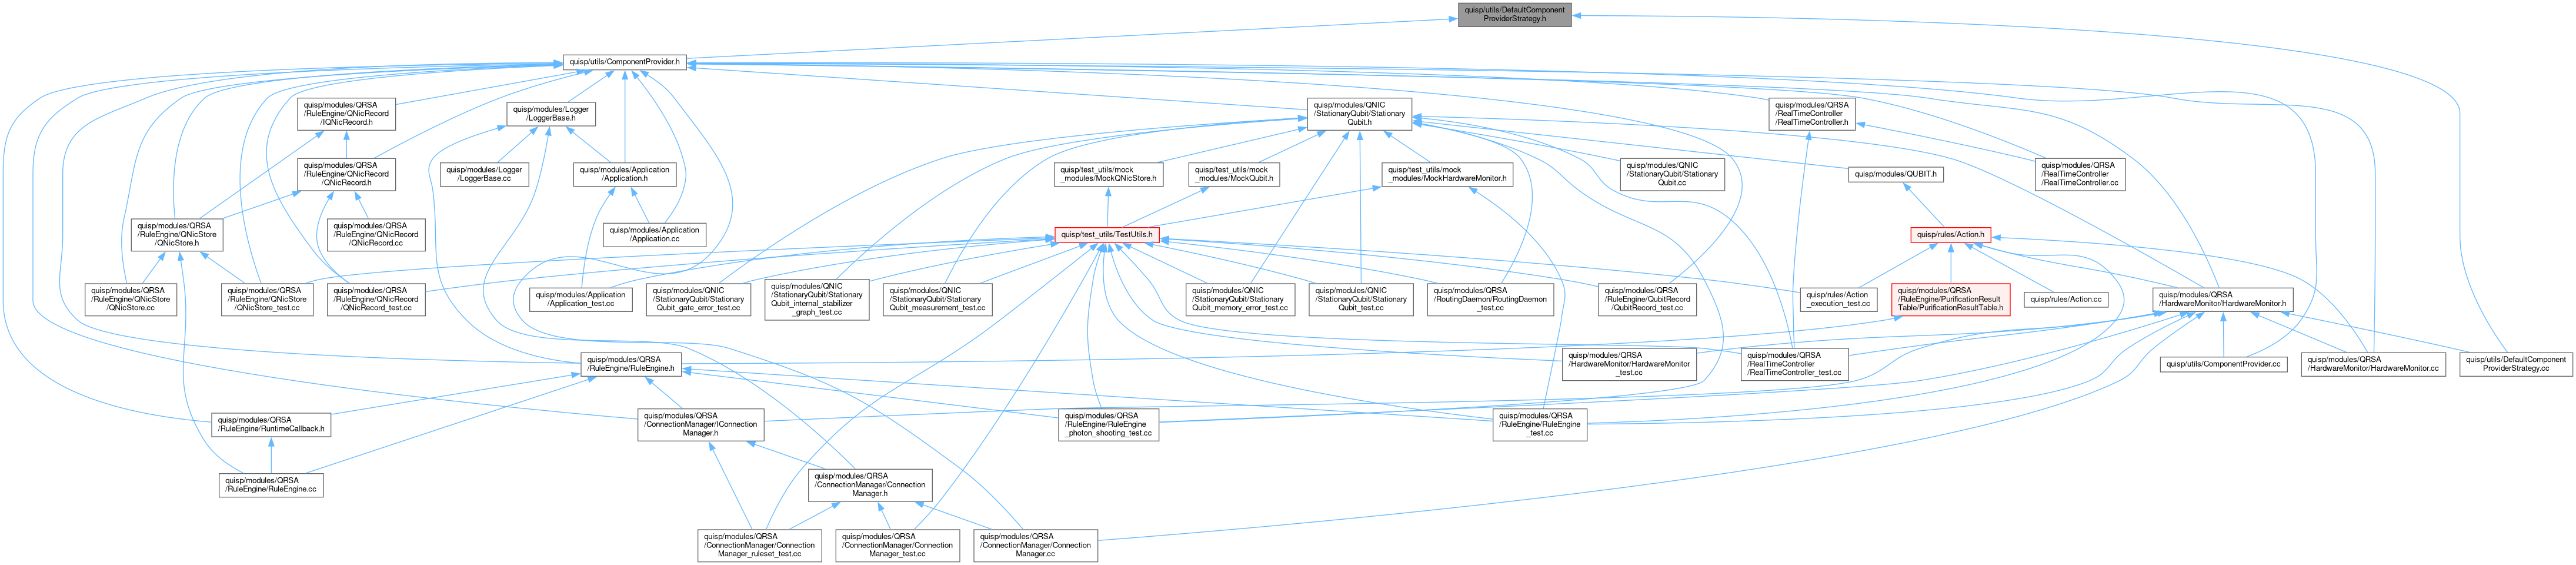 quisp/utils/DefaultComponent
ProviderStrategy.h
quisp/utils/ComponentProvider.h
quisp/modules/QRSA
/RuleEngine/QNicRecord
/IQNicRecord.h
quisp/modules/Logger
/LoggerBase.h
quisp/modules/QNIC
/StationaryQubit/Stationary
Qubit.h
quisp/modules/QRSA
/RealTimeController
/RealTimeController.h
quisp/modules/QRSA
/RuleEngine/QNicRecord
/QNicRecord.h
quisp/modules/Logger
/LoggerBase.cc
quisp/modules/Application
/Application.h
quisp/test_utils/mock
_modules/MockQNicStore.h
quisp/test_utils/mock
_modules/MockQubit.h
quisp/test_utils/mock
_modules/MockHardwareMonitor.h
quisp/modules/QNIC
/StationaryQubit/Stationary
Qubit.cc
quisp/modules/QUBIT.h
quisp/modules/QRSA
/RealTimeController
/RealTimeController.cc
quisp/modules/QRSA
/RuleEngine/QNicStore
/QNicStore.h
quisp/modules/QRSA
/RuleEngine/QNicRecord
/QNicRecord.cc
quisp/modules/Application
/Application.cc
quisp/test_utils/TestUtils.h
quisp/rules/Action.h
quisp/modules/QRSA
/RuleEngine/QNicStore
/QNicStore.cc
quisp/modules/QRSA
/RuleEngine/QNicStore
/QNicStore_test.cc
quisp/modules/QRSA
/RuleEngine/QNicRecord
/QNicRecord_test.cc
quisp/modules/Application
/Application_test.cc
quisp/modules/QNIC
/StationaryQubit/Stationary
Qubit_gate_error_test.cc
quisp/modules/QNIC
/StationaryQubit/Stationary
Qubit_internal_stabilizer
_graph_test.cc
quisp/modules/QNIC
/StationaryQubit/Stationary
Qubit_measurement_test.cc
quisp/modules/QNIC
/StationaryQubit/Stationary
Qubit_memory_error_test.cc
quisp/modules/QNIC
/StationaryQubit/Stationary
Qubit_test.cc
quisp/modules/QRSA
/RoutingDaemon/RoutingDaemon
_test.cc
quisp/modules/QRSA
/RuleEngine/QubitRecord
/QubitRecord_test.cc
quisp/rules/Action
_execution_test.cc
quisp/modules/QRSA
/RuleEngine/PurificationResult
Table/PurificationResultTable.h
quisp/rules/Action.cc
quisp/modules/QRSA
/HardwareMonitor/HardwareMonitor.h
quisp/modules/QRSA
/RuleEngine/RuleEngine.h
quisp/modules/QRSA
/HardwareMonitor/HardwareMonitor
_test.cc
quisp/modules/QRSA
/RealTimeController
/RealTimeController_test.cc
quisp/utils/ComponentProvider.cc
quisp/modules/QRSA
/HardwareMonitor/HardwareMonitor.cc
quisp/utils/DefaultComponent
ProviderStrategy.cc
quisp/modules/QRSA
/RuleEngine/RuntimeCallback.h
quisp/modules/QRSA
/ConnectionManager/IConnection
Manager.h
quisp/modules/QRSA
/RuleEngine/RuleEngine
_photon_shooting_test.cc
quisp/modules/QRSA
/RuleEngine/RuleEngine
_test.cc
quisp/modules/QRSA
/RuleEngine/RuleEngine.cc
quisp/modules/QRSA
/ConnectionManager/Connection
Manager.h
quisp/modules/QRSA
/ConnectionManager/Connection
Manager_ruleset_test.cc
quisp/modules/QRSA
/ConnectionManager/Connection
Manager_test.cc
quisp/modules/QRSA
/ConnectionManager/Connection
Manager.cc